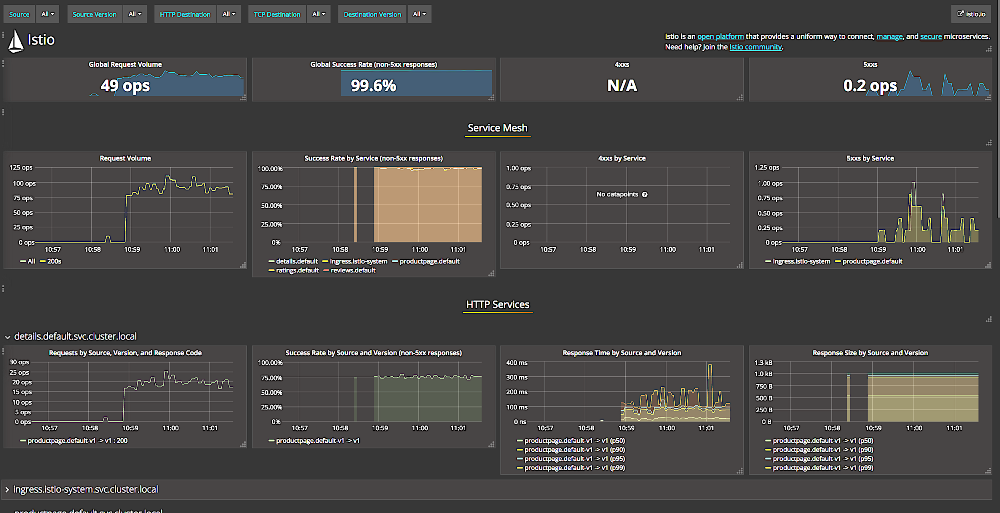 Source All Source Version All HTTP Destination All TCP Destination All Destination Version All istio.io
Istio
Istio is an open platform that provides a uniform way to connect, manage, and secure microservices.
Need help? Join the Istio community.
Global Request Volume
49 ops
Global Success Rate (non-5xx responses)
99.6%
4xxs
N/A
5xxs
0.2 ops
Service Mesh
Request Volume
125 ops
100 ops
75 ops
50 ops
25 ops
0 ops
10:57 10:58 10:59 11:00 11:01
All 200s
Success Rate by Service (non-5xx responses)
100.00%
75.00%
50.00%
25.00%
0%
10:57 10:58 10:59 11:00 11:01
details.default ingress.istio-system productpage.default
ratings.default reviews.default
4xxs by Service
1.00 ops
0.75 ops
No datapoints ?
0.50 ops
0.25 ops
0 ops
10:57 10:58 10:59 11:00 11:01
5xxs by Service
1.25 ops
1.00 ops
0.75 ops
0.50 ops
0.25 ops
0 ops
10:57 10:58 10:59 11:00 11:01
ingress.istio-system productpage.default
HTTP Services
details.default.svc.cluster.local
Requests by Source, Version, and Response Code
30 ops
25 ops
20 ops
15 ops
10 ops
5 ops
0 ops
10:57 10:58 10:59 11:00 11:01
productpage.default-v1 -> v1 : 200
Success Rate by Source and Version (non-5xx responses)
100.00%
75.00%
50.00%
25.00%
0%
10:57 10:58 10:59 11:00 11:01
productpage.default-v1 -> v1
Response Time by Source and Version
400 ms
300 ms
200 ms
100 ms
0 ns
10:57 10:58 10:59 11:00 11:01
productpage.default-v1 -> v1 (p50)
productpage.default-v1 -> v1 (p90)
productpage.default-v1 -> v1 (p95)
productpage.default-v1 -> v1 (p99)
Response Size by Source and Version
1.3 kB
1.0 kB
750 B
500 B
250 B
0 B
10:57 10:58 10:59 11:00 11:01
productpage.default-v1 -> v1 (p50)
productpage.default-v1 -> v1 (p90)
productpage.default-v1 -> v1 (p95)
productpage.default-v1 -> v1 (p99)
ingress.istio-system.svc.cluster.local
productpage.default.svc.cluster.local